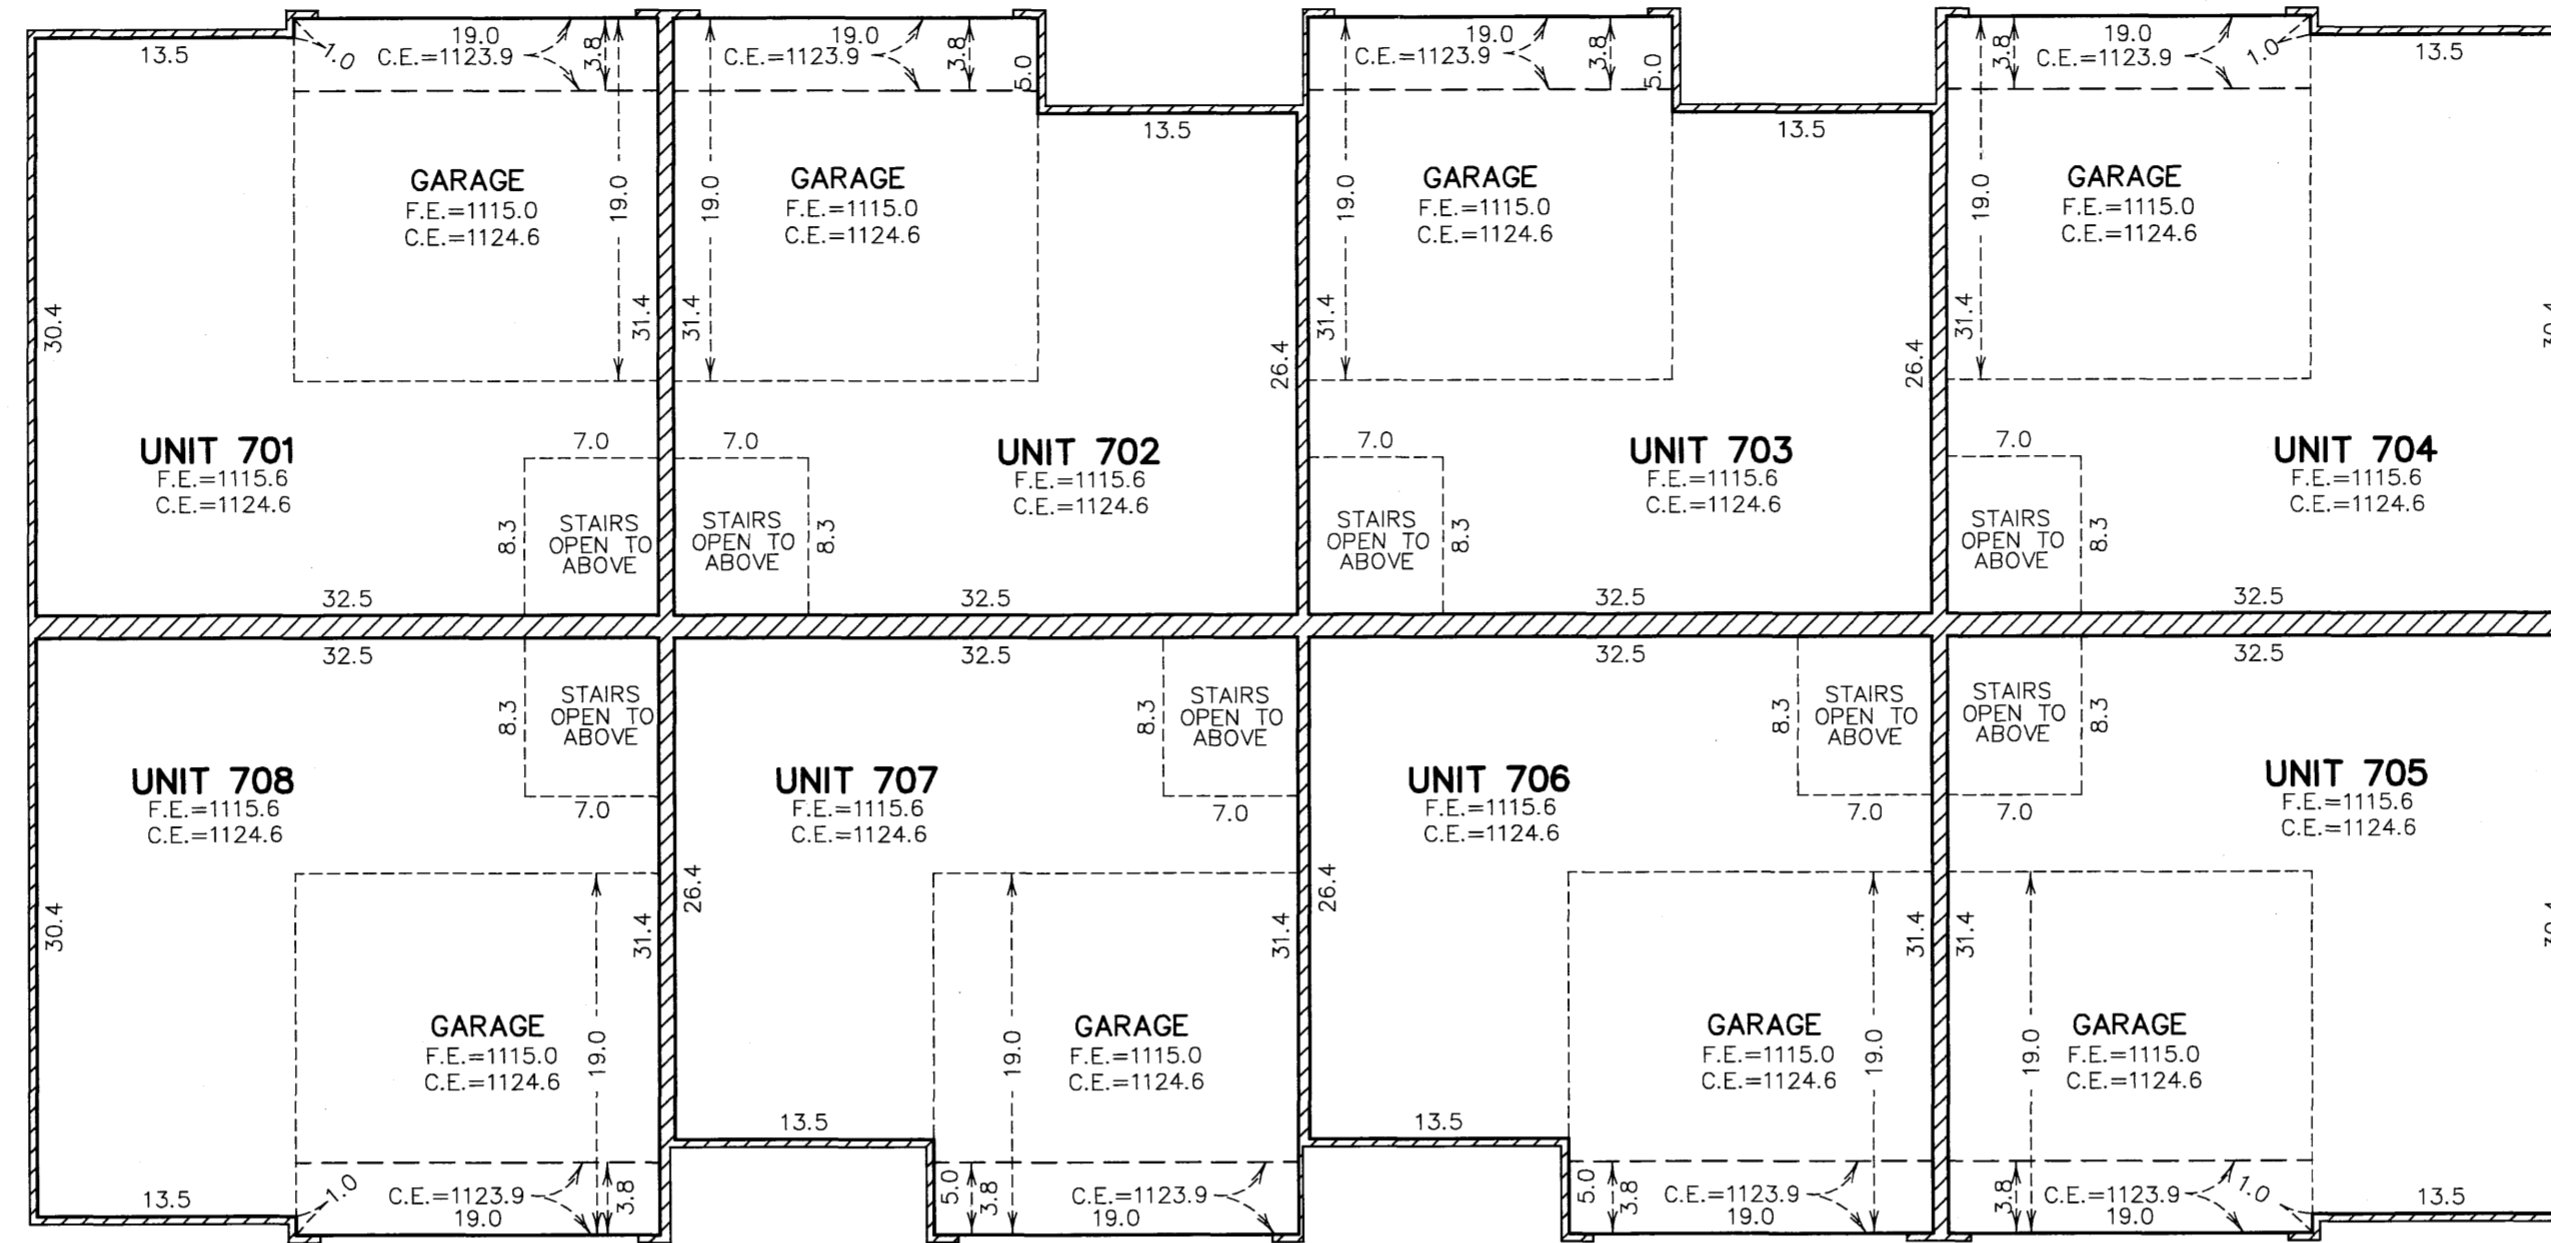 13.5
1.0
19.0
C.E.=1123.9
3.8
GARAGE
F.E.=1115.0
C.E.=1124.6
19.0
30.4
31.4
UNIT 701
F.E.=1115.6
C.E.=1124.6
7.0
8.3
STAIRS
OPEN TO
ABOVE
32.5
19.0
C.E.=1123.9
3.8
5.0
13.5
GARAGE
F.E.=1115.0
C.E.=1124.6
19.0
31.4
26.4
7.0
UNIT 702
F.E.=1115.6
C.E.=1124.6
STAIRS
OPEN TO
ABOVE
8.3
32.5
19.0
C.E.=1123.9
3.8
5.0
13.5
GARAGE
F.E.=1115.0
C.E.=1124.6
19.0
31.4
26.4
7.0
UNIT 703
F.E.=1115.6
C.E.=1124.6
STAIRS
OPEN TO
ABOVE
8.3
32.5
3.8
19.0
C.E.=1123.9
1.0
13.5
GARAGE
F.E.=1115.0
C.E.=1124.6
19.0
31.4
7.0
UNIT 704
F.E.=1115.6
C.E.=1124.6
STAIRS
OPEN TO
ABOVE
8.3
32.5
32.5
8.3
STAIRS
OPEN TO
ABOVE
7.0
UNIT 708
F.E.=1115.6
C.E.=1124.6
30.4
31.4
GARAGE
F.E.=1115.0
C.E.=1124.6
19.0
13.5
1.0
C.E.=1123.9
19.0
3.8
32.5
8.3
STAIRS
OPEN TO
ABOVE
7.0
UNIT 707
F.E.=1115.6
C.E.=1124.6
26.4
31.4
19.0
GARAGE
F.E.=1115.0
C.E.=1124.6
13.5
5.0
3.8
C.E.=1123.9
19.0
32.5
8.3
STAIRS
OPEN TO
ABOVE
7.0
UNIT 706
F.E.=1115.6
C.E.=1124.6
26.4
31.4
GARAGE
F.E.=1115.0
C.E.=1124.6
19.0
13.5
5.0
3.8
C.E.=1123.9
19.0
32.5
STAIRS
OPEN TO
ABOVE
8.3
7.0
UNIT 705
F.E.=1115.6
C.E.=1124.6
31.4
19.0
GARAGE
F.E.=1115.0
C.E.=1124.6
3.8
C.E.=1123.9
19.0
1.0
13.5